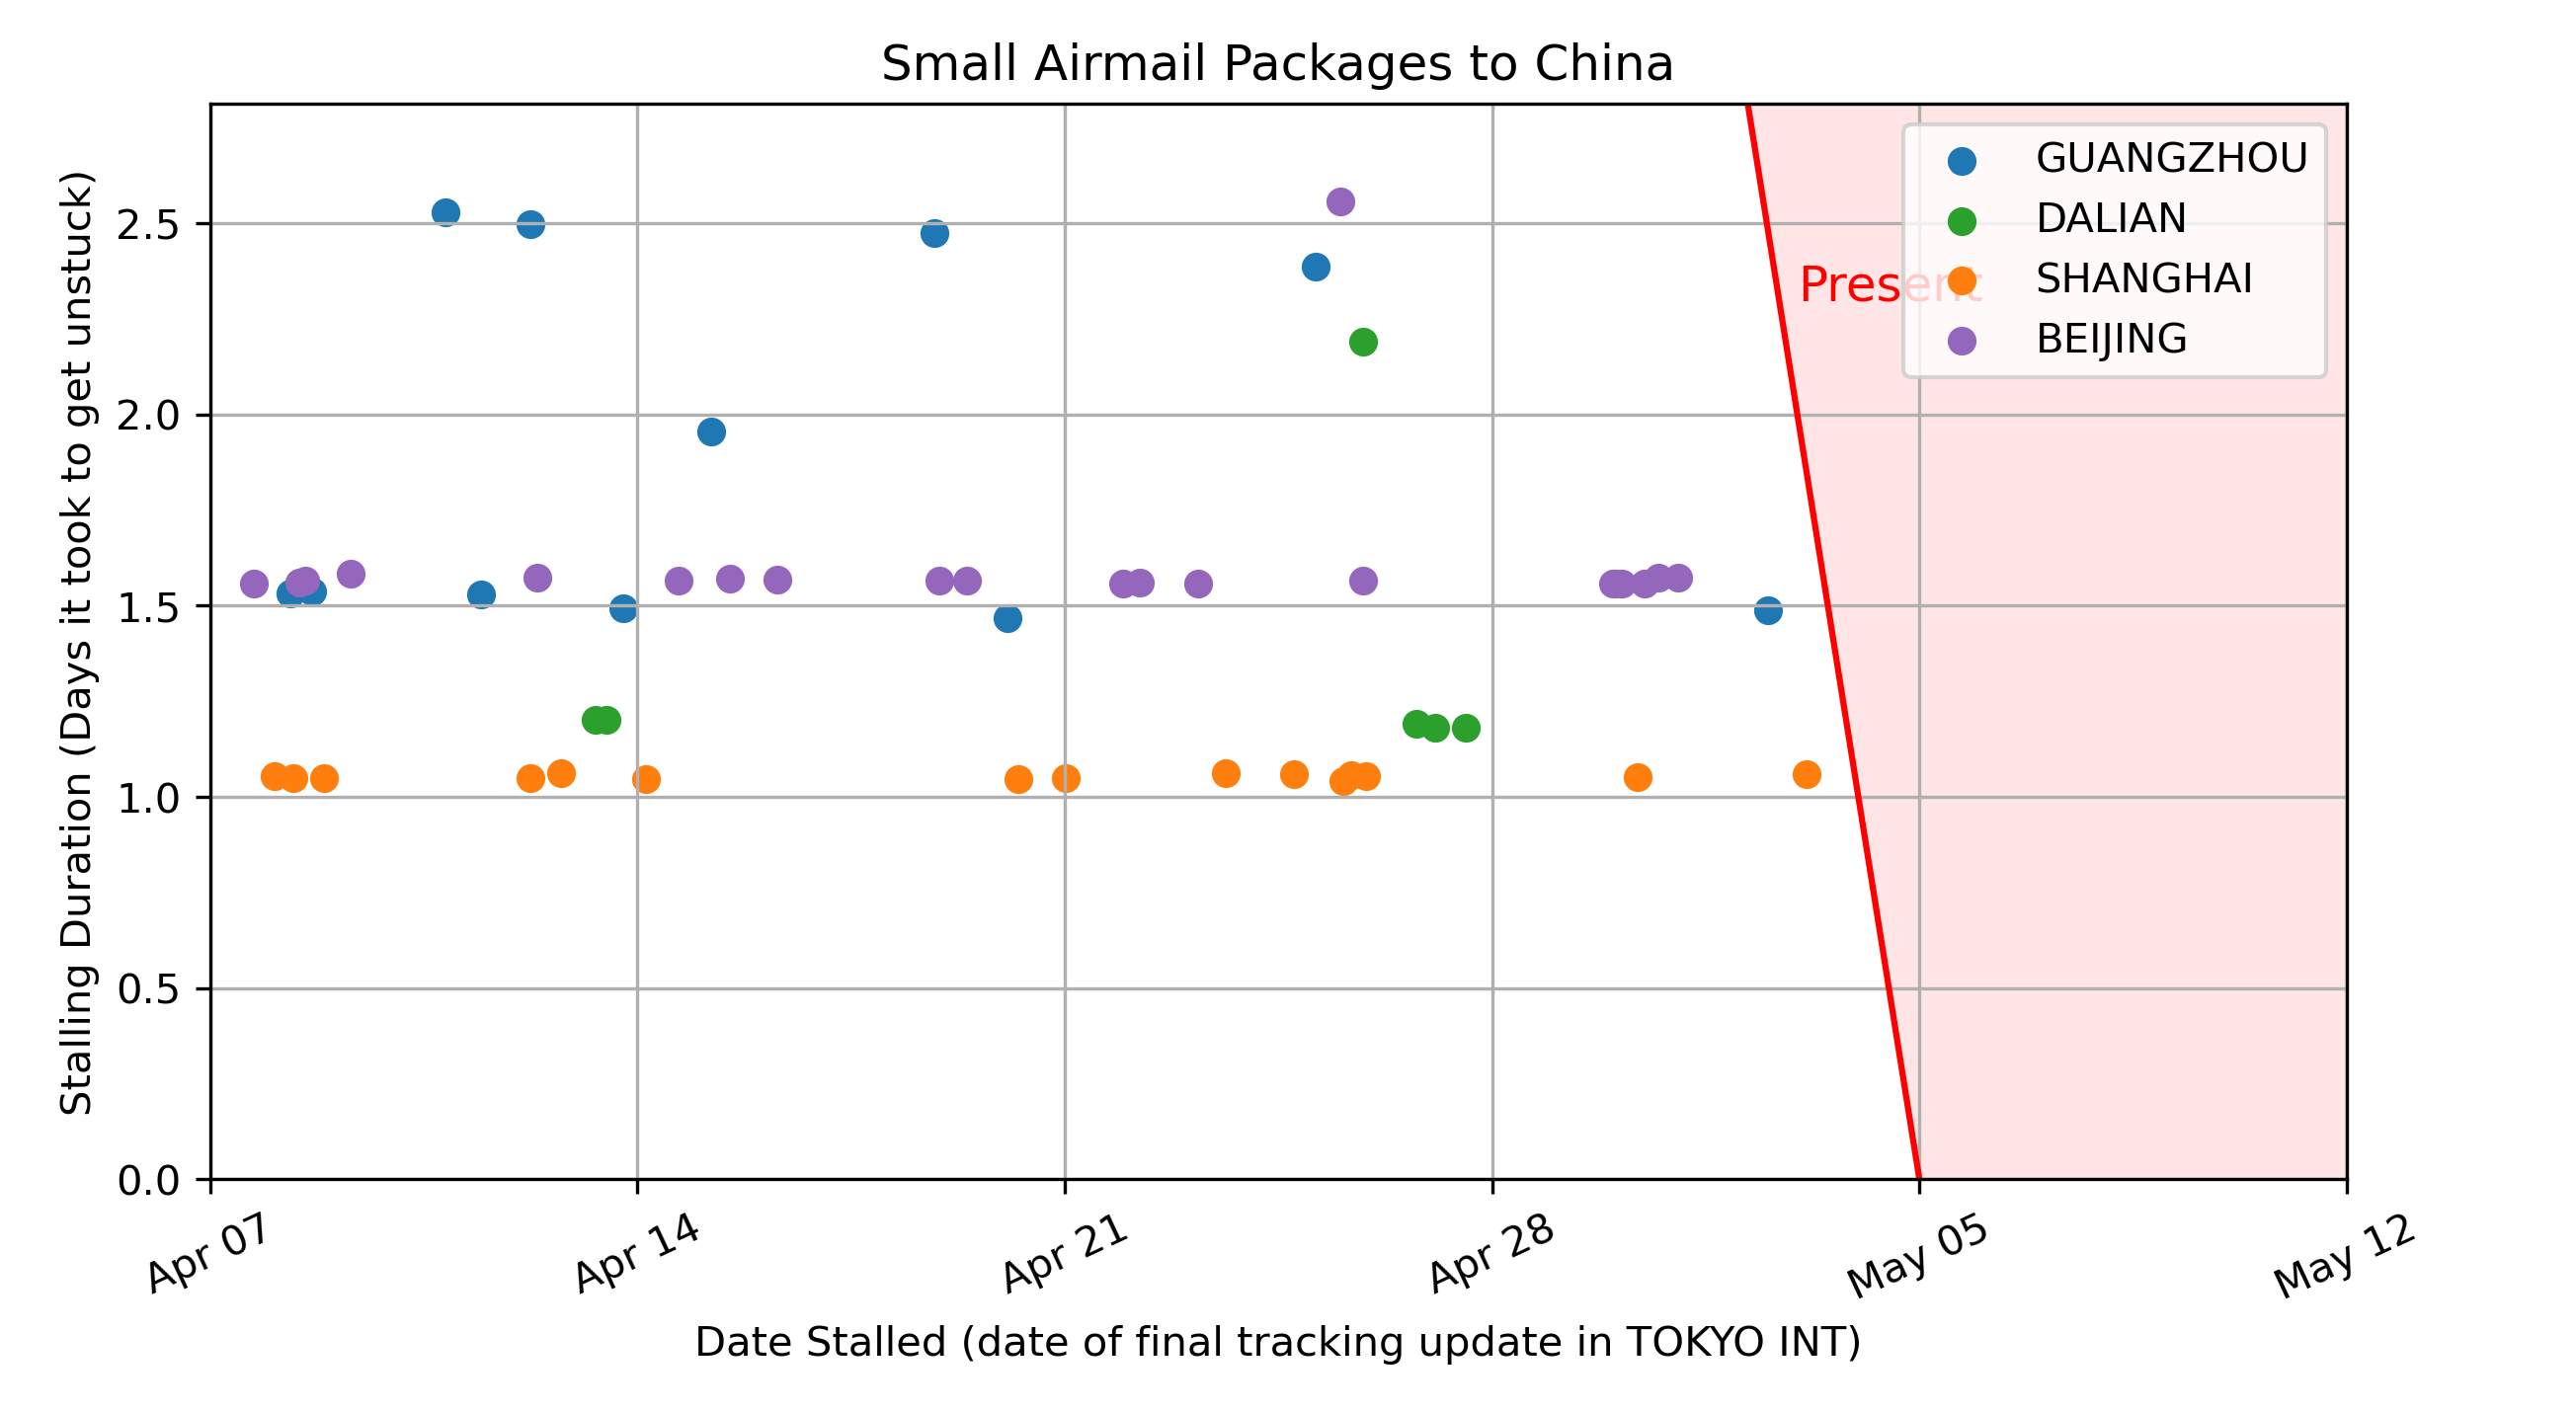 Small Airmail Packages to China
Stalling Duration (Days it took to get unstuck)
2.5
2.0
1.5
1.0
0.5
0.0
Present
GUANGZHOU
DALIAN
SHANGHAI
BEIJING
Apr 07
Apr 14
Apr 21
Apr 28
May 05
May 12
Date Stalled (date of final tracking update in TOKYO INT)